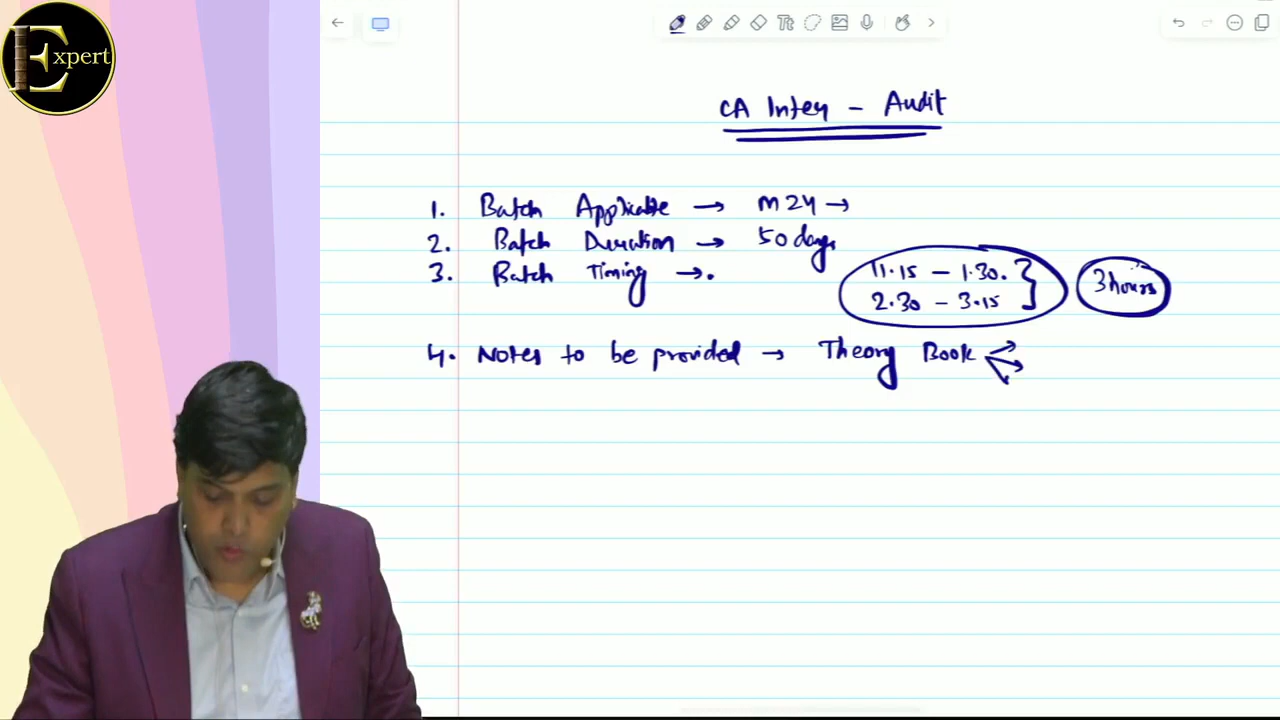 Expert
CA Inter - Audit
1. Batch Applicable → M24 →
2. Batch Duration → 50 days
3. Batch Timing →.
11.15 - 1.30.
2.30 - 3.15
3 hours
4. Notes to be provided → Theory Book